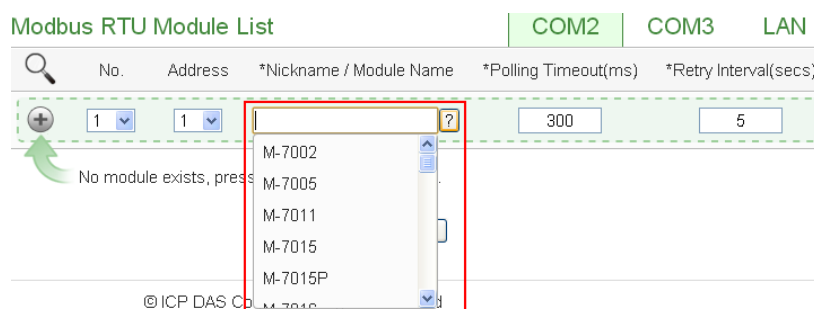 Modbus RTU Module List COM2 COM3 LAN
No. Address *Nickname / Module Name *Polling Timeout(ms) *Retry Interval(secs)
1 1 ? 300 5
M-7002
No module exists, press
M-7005
M-7011
M-7015
M-7015P
© ICP DAS Co